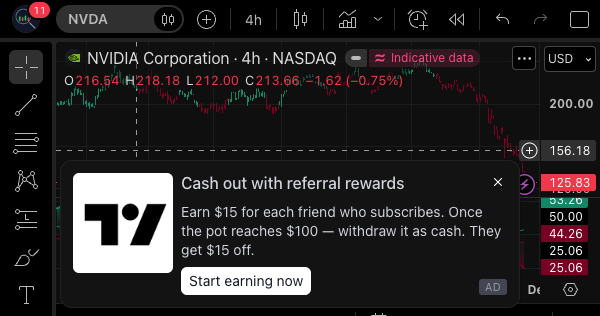 11
NVDA
4h
NVIDIA Corporation · 4h · NASDAQ
Indicative data
USD
O216.54 H218.18 L212.00 C213.66 −1.62 (−0.75%)
200.00
156.18
125.83
53.26
50.00
44.26
25.06
25.06
Cash out with referral rewards
Earn $15 for each friend who subscribes. Once
the pot reaches $100 — withdraw it as cash. They
get $15 off.
Start earning now
AD
De